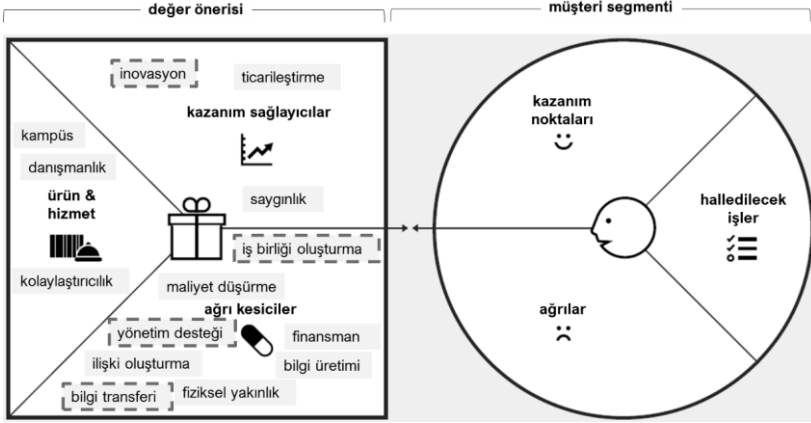 değer önerisi
müşteri segmenti
inovasyon
ticarileştirme
kazanım sağlayıcılar
kampüs
danışmanlık
ürün &
hizmet
kolaylaştırıcılık
saygınlık
iş birliği oluşturma
maliyet düşürme
ağrı kesiciler
yönetim desteği
finansman
ilişki oluşturma
bilgi üretimi
bilgi transferi
fiziksel yakınlık
kazanım
noktaları
halledilecek
işler
ağrılar